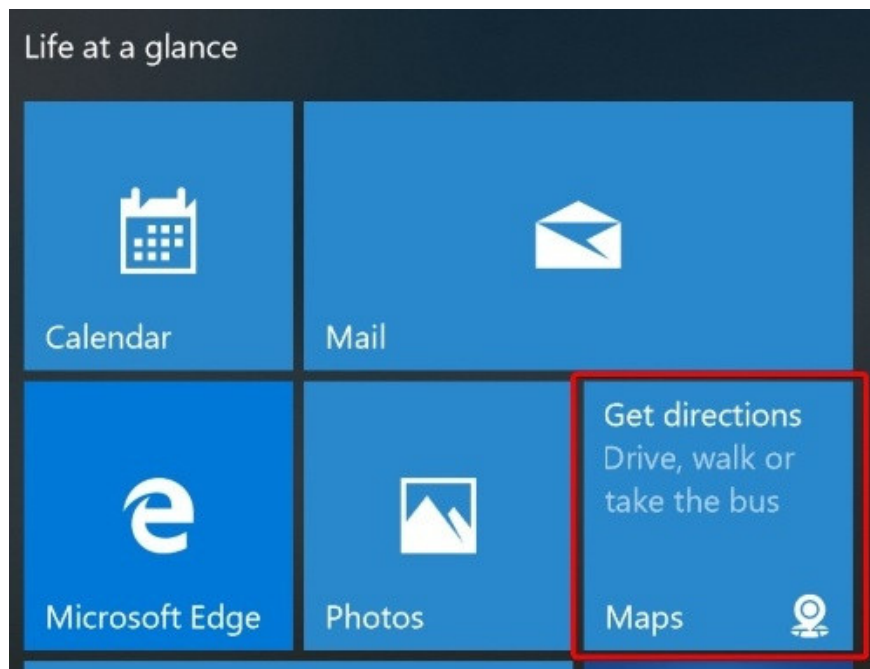 Life at a glance
Calendar
Mail
Get directions
Drive, walk or
take the bus
Microsoft Edge
Photos
Maps